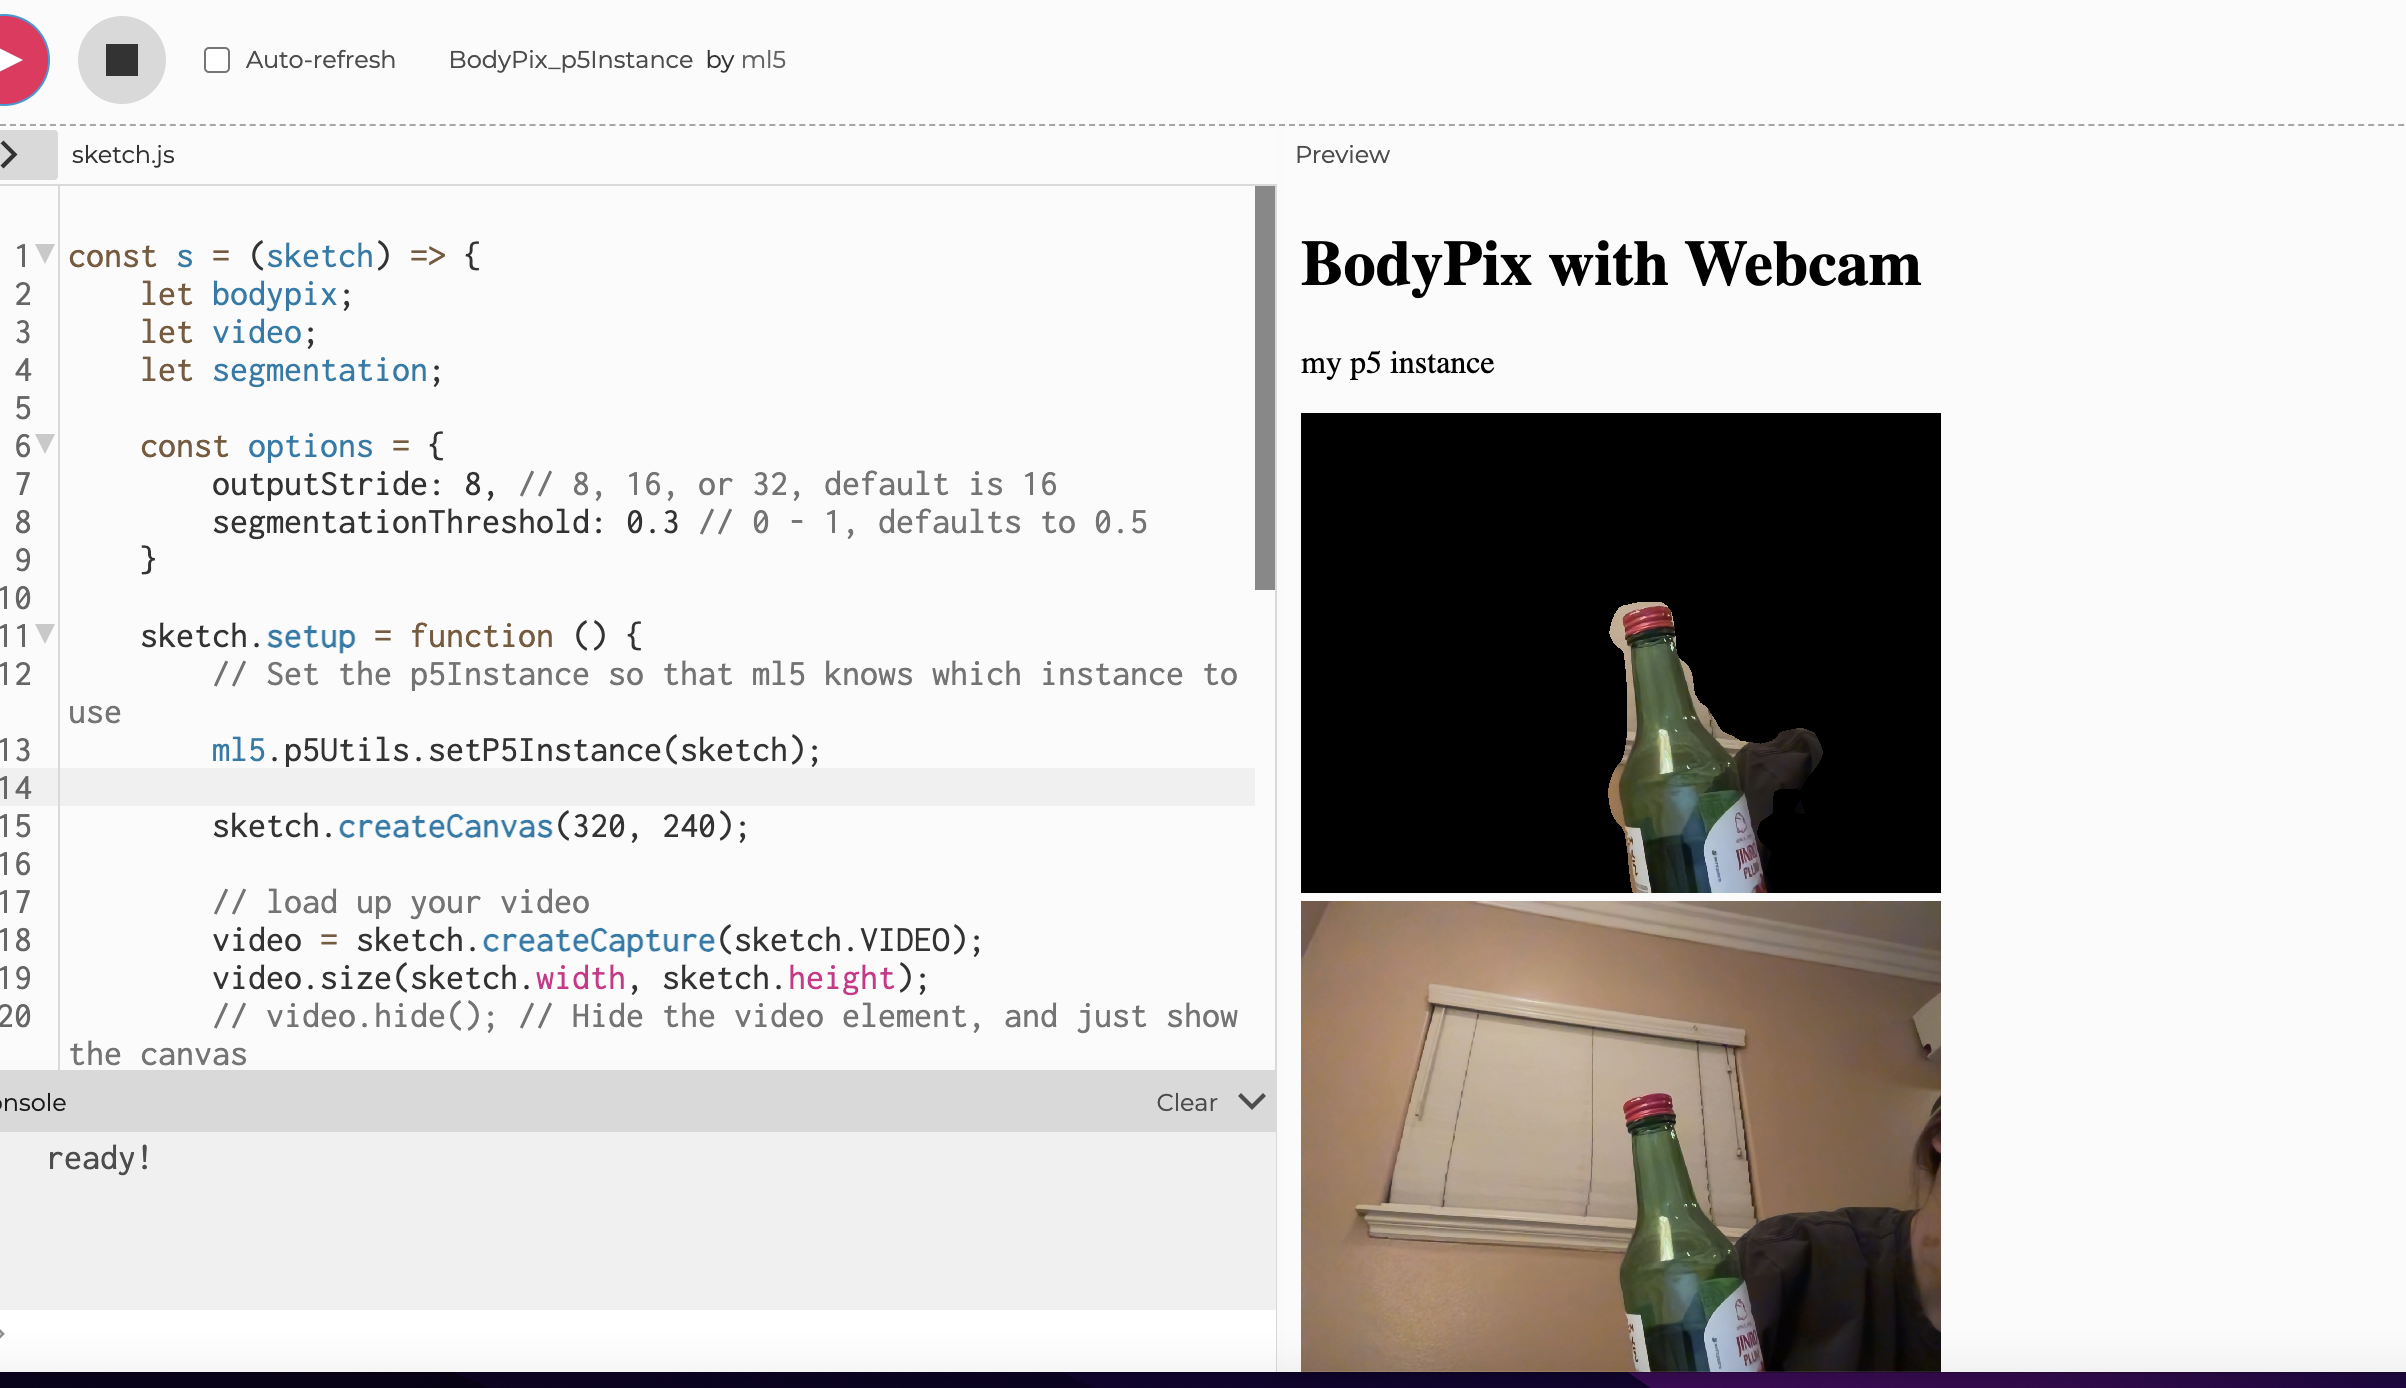 Auto-refresh BodyPix_p5Instance by ml5
sketch.js
Preview
1 const s = (sketch) => {
2 let bodypix;
3 let video;
4 let segmentation;
5
6 const options = {
7 outputStride: 8, // 8, 16, or 32, default is 16
8 segmentationThreshold: 0.3 // 0 - 1, defaults to 0.5
9 }
10
11 sketch.setup = function () {
12 // Set the p5Instance so that ml5 knows which instance to
use
13 ml5.p5Utils.setP5Instance(sketch);
14
15 sketch.createCanvas(320, 240);
16
17 // load up your video
18 video = sketch.createCapture(sketch.VIDEO);
19 video.size(sketch.width, sketch.height);
20 // video.hide(); // Hide the video element, and just show
the canvas
onsole
Clear
ready!
BodyPix with Webcam
my p5 instance
JINRO
JINRO